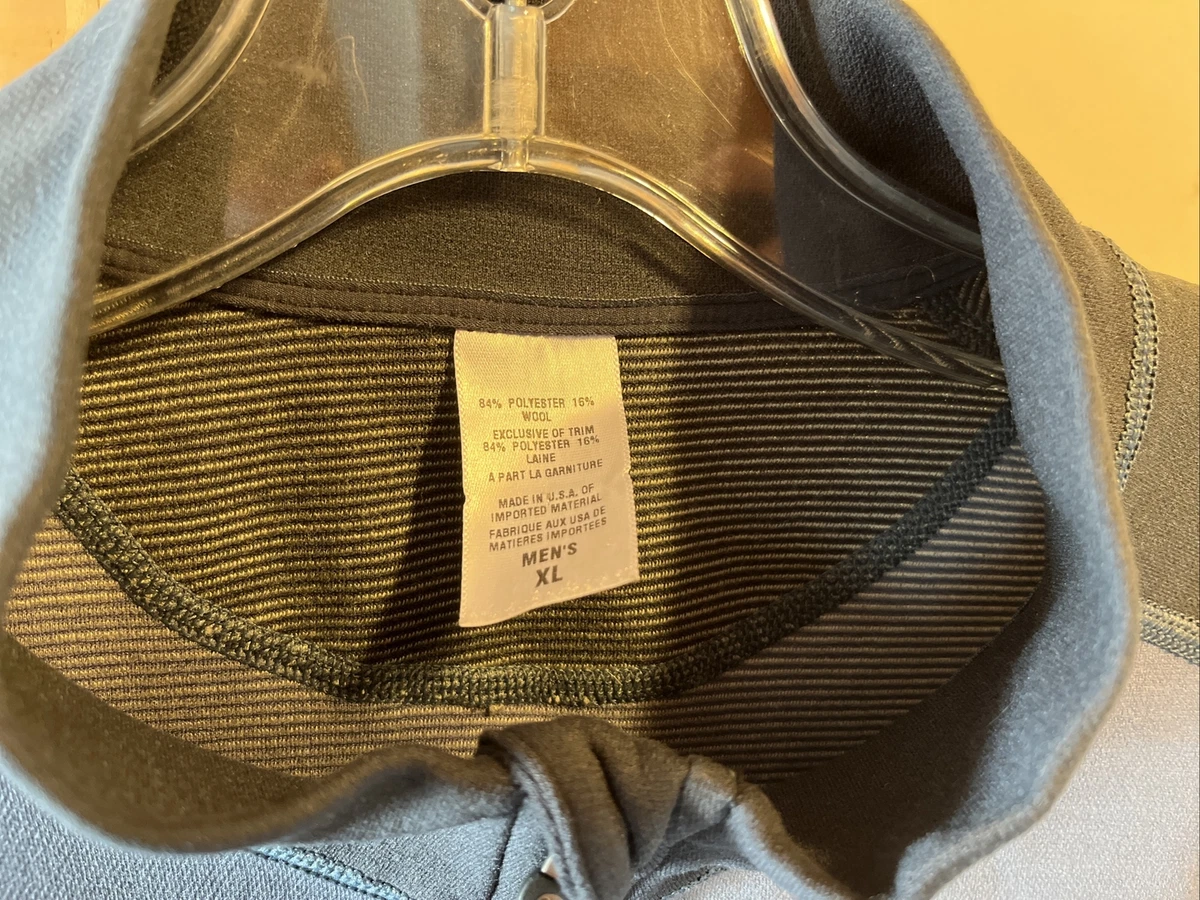 84% POLYESTER 16%
WOOL
EXCLUSIVE OF TRIM
84% POLYESTER 16%
LAINE
A PART LA GARNITURE
MADE IN U.S.A. OF
IMPORTED MATERIAL
FABRIQUE AUX USA DE
MATIERES IMPORTEES
MEN'S
XL